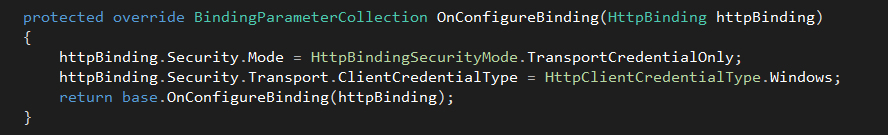 protected override BindingParameterCollection OnConfigureBinding(HttpBinding httpBinding)
{
    httpBinding.Security.Mode = HttpBindingSecurityMode.TransportCredentialOnly;
    httpBinding.Security.Transport.ClientCredentialType = HttpClientCredentialType.Windows;
    return base.OnConfigureBinding(httpBinding);
}